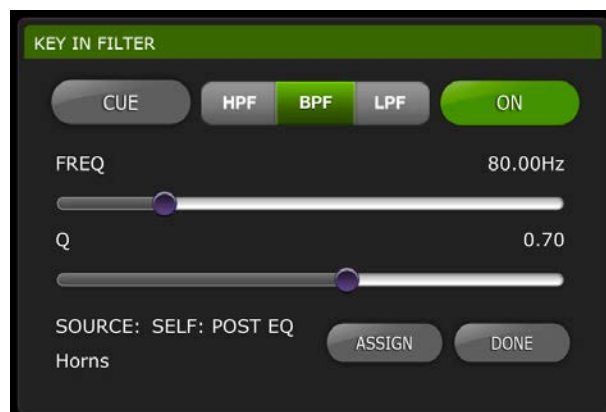 KEY IN FILTER
CUE HPF BPF LPF ON
FREQ 80.00Hz
Q 0.70
SOURCE: SELF: POST EQ
Horns
ASSIGN DONE